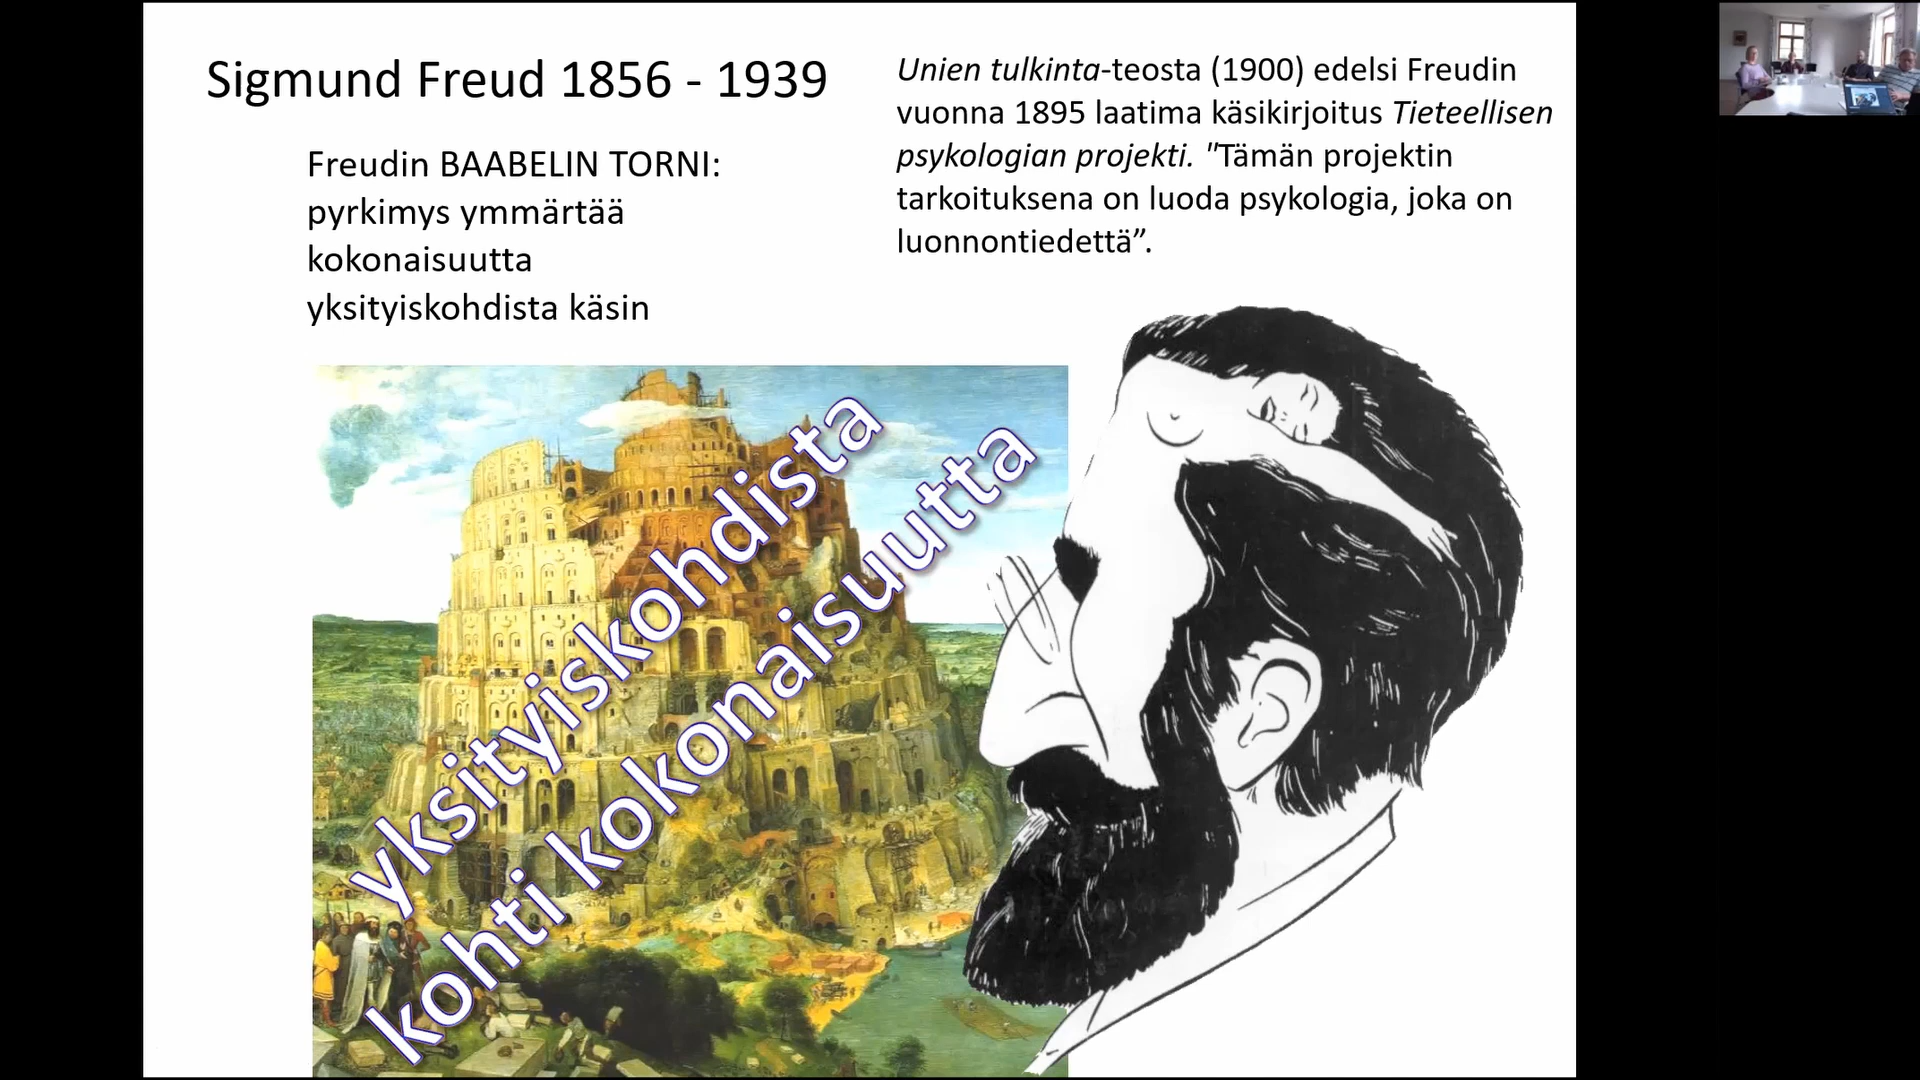 Sigmund Freud 1856 - 1939
Freudin BAABELIN TORNI:
pyrkimys ymmärtää
kokonaisuutta
yksityiskohdista käsin
Unien tulkinta-teosta (1900) edelsi Freudin
vuonna 1895 laatima käsikirjoitus Tieteellisen
psykologian projekti. "Tämän projektin
tarkoituksena on luoda psykologia, joka on
luonnontiedettä”.
yksityiskohdista
kohti kokonaisuutta